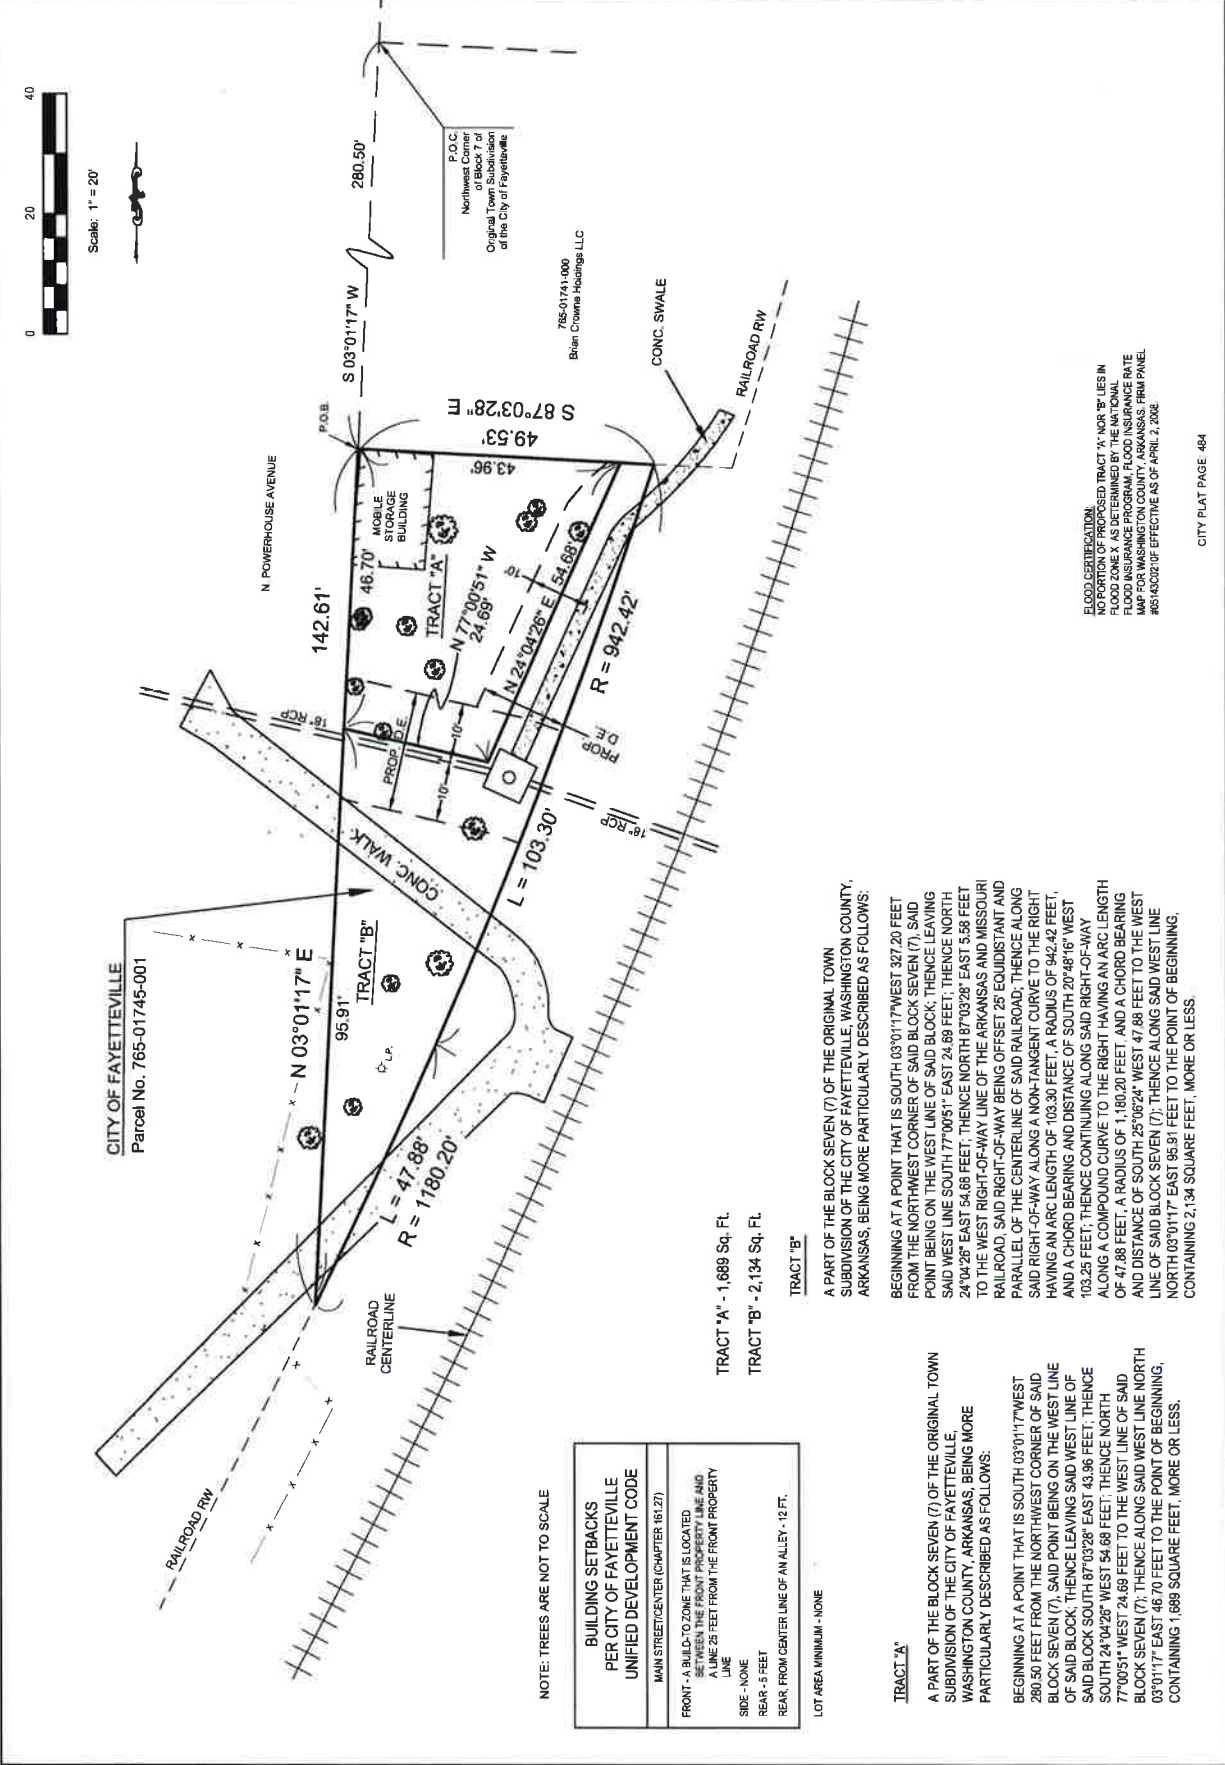 0
20
40
Scale: 1" = 20'
280.50'
P.O.C.
Northwest Corner
of Block 7 of
Original Town Subdivision
of the City of Fayetteville
S 03°01'17" W
765-01741-000
Brian Crowne Holdings LLC
CONC. SWALE
RAILROAD RW
P.O.B.
S 87°03'28" E
49.53'
43.96'
N. POWERHOUSE AVENUE
MOBILE
STORAGE
BUILDING
142.61'
46.70'
TRACT "A"
N 77°00'51" W
24.69'
10'
N 24°04'26" E
54.68'
R = 942.42'
18" RCP
PROP. D.E.
10'
10'
PROP.
D.E.
18" RCP
L = 103.30'
CONC. WALK
CITY OF FAYETTEVILLE
Parcel No. 765-01745-001
N 03°01'17" E
95.91'
TRACT "B"
L.P.
L = 47.88'
R = 1180.20'
RAILROAD
CENTERLINE
RAILROAD RW
NOTE: TREES ARE NOT TO SCALE
BUILDING SETBACKS
PER CITY OF FAYETTEVILLE
UNIFIED DEVELOPMENT CODE
MAIN STREET/CENTER (CHAPTER 161.27)
FRONT - A BUILD-TO ZONE THAT IS LOCATED
BETWEEN THE FRONT PROPERTY LINE AND
A LINE 25 FEET FROM THE FRONT PROPERTY
LINE
SIDE - NONE
REAR - 5 FEET
REAR, FROM CENTER LINE OF AN ALLEY - 12 FT.
LOT AREA MINIMUM - NONE
TRACT "A" - 1,689 Sq. Ft.
TRACT "B" - 2,134 Sq. Ft.
TRACT "A"
A PART OF THE BLOCK SEVEN (7) OF THE ORIGINAL TOWN
SUBDIVISION OF THE CITY OF FAYETTEVILLE,
WASHINGTON COUNTY, ARKANSAS, BEING MORE
PARTICULARLY DESCRIBED AS FOLLOWS:
BEGINNING AT A POINT THAT IS SOUTH 03°01'17"WEST
280.50 FEET FROM THE NORTHWEST CORNER OF SAID
BLOCK SEVEN (7), SAID POINT BEING ON THE WEST LINE
OF SAID BLOCK; THENCE LEAVING SAID WEST LINE OF
SAID BLOCK SOUTH 87°03'28" EAST 43.96 FEET; THENCE
SOUTH 24°04'26" WEST 54.68 FEET; THENCE NORTH
77°00'51" WEST 24.69 FEET TO THE WEST LINE OF SAID
BLOCK SEVEN (7); THENCE ALONG SAID WEST LINE NORTH
03°01'17" EAST 46.70 FEET TO THE POINT OF BEGINNING,
CONTAINING 1,689 SQUARE FEET, MORE OR LESS.
TRACT "B"
A PART OF THE BLOCK SEVEN (7) OF THE ORIGINAL TOWN
SUBDIVISION OF THE CITY OF FAYETTEVILLE, WASHINGTON COUNTY,
ARKANSAS, BEING MORE PARTICULARLY DESCRIBED AS FOLLOWS:
BEGINNING AT A POINT THAT IS SOUTH 03°01'17"WEST 327.20 FEET
FROM THE NORTHWEST CORNER OF SAID BLOCK SEVEN (7), SAID
POINT BEING ON THE WEST LINE OF SAID BLOCK; THENCE LEAVING
SAID WEST LINE SOUTH 77°00'51" EAST 24.69 FEET; THENCE NORTH
24°04'26" EAST 54.68 FEET; THENCE NORTH 87°03'28" EAST 5.58 FEET
TO THE WEST RIGHT-OF-WAY LINE OF THE ARKANSAS AND MISSOURI
RAILROAD, SAID RIGHT-OF-WAY BEING OFFSET 25' EQUIDISTANT AND
PARALLEL OF THE CENTERLINE OF SAID RAILROAD; THENCE ALONG
SAID RIGHT-OF-WAY ALONG A NON-TANGENT CURVE TO THE RIGHT
HAVING AN ARC LENGTH OF 103.30 FEET, A RADIUS OF 942.42 FEET,
AND A CHORD BEARING AND DISTANCE OF SOUTH 20°48'16" WEST
103.25 FEET; THENCE CONTINUING ALONG SAID RIGHT-OF-WAY
ALONG A COMPOUND CURVE TO THE RIGHT HAVING AN ARC LENGTH
OF 47.88 FEET, A RADIUS OF 1,180.20 FEET, AND A CHORD BEARING
AND DISTANCE OF SOUTH 25°06'24" WEST 47.88 FEET TO THE WEST
LINE OF SAID BLOCK SEVEN (7); THENCE ALONG SAID WEST LINE
NORTH 03°01'17" EAST 95.91 FEET TO THE POINT OF BEGINNING,
CONTAINING 2,134 SQUARE FEET, MORE OR LESS.
FLOOD CERTIFICATION:
NO PORTION OF PROPOSED TRACT "A" NOR "B" LIES IN
FLOOD ZONE X AS DETERMINED BY THE NATIONAL
FLOOD INSURANCE PROGRAM, FLOOD INSURANCE RATE
MAP FOR WASHINGTON COUNTY, ARKANSAS. FIRM PANEL
#05143C0210F EFFECTIVE AS OF APRIL 2, 2008.
CITY PLAT PAGE: 484